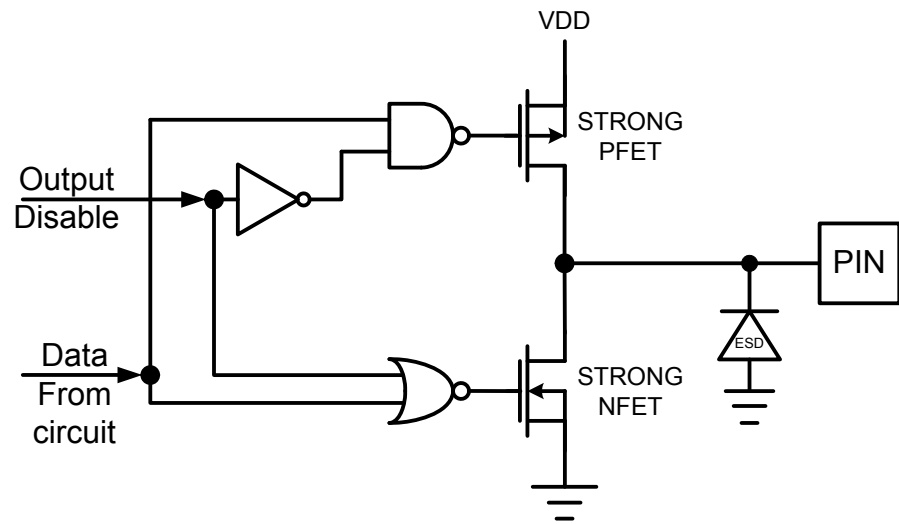 VDD
STRONG
PFET
Output
Disable
PIN
ESD
Data
From
circuit
STRONG
NFET